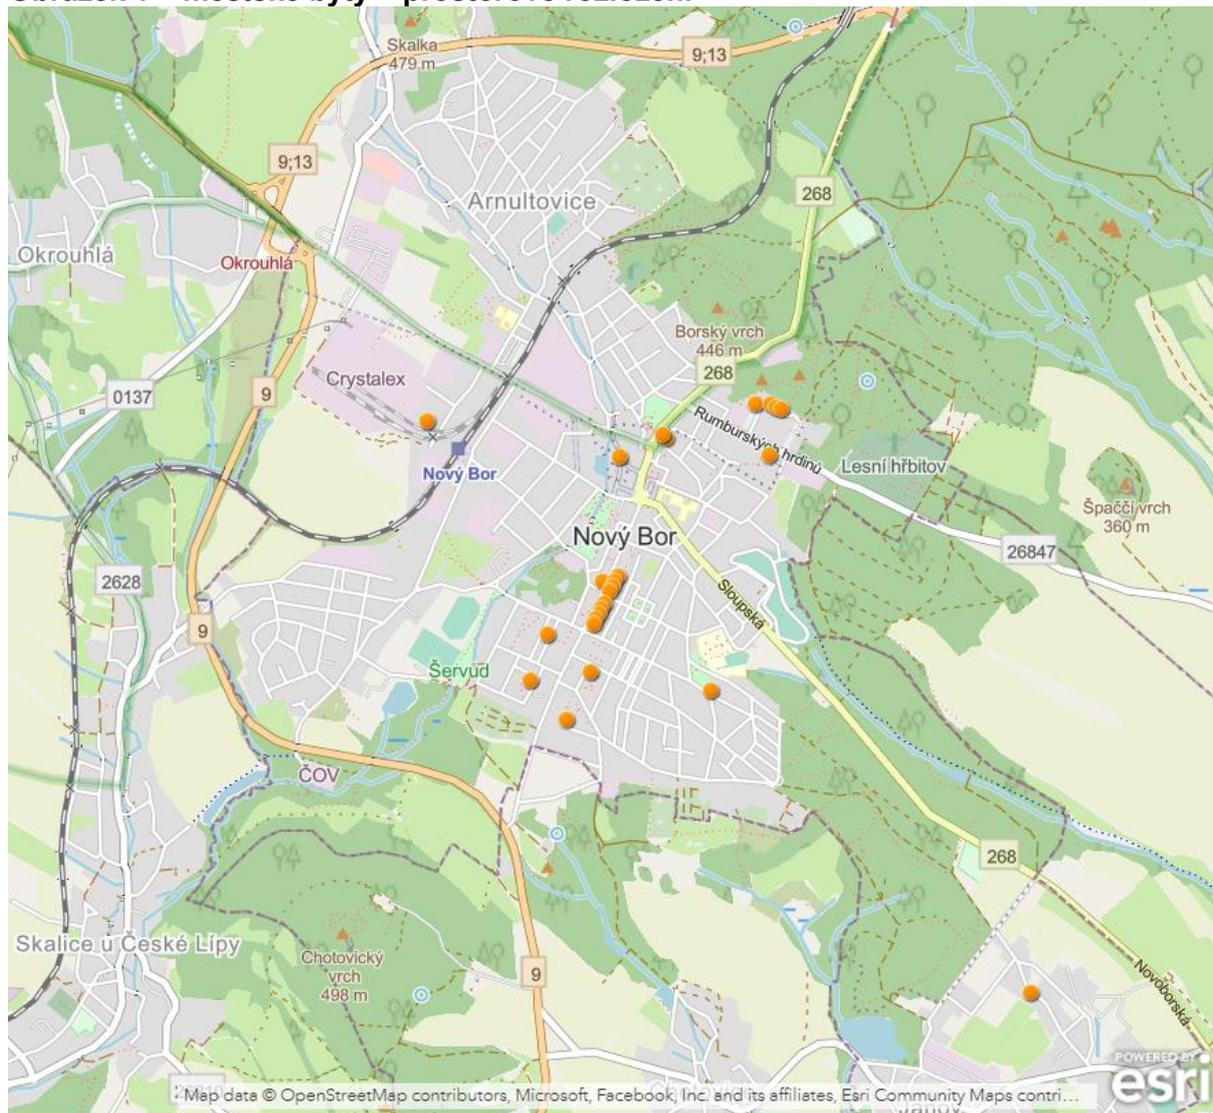 Skalka
479 m
9;13
9;13
268
Arnultovice
Okrouhlá
Okrouhlá
Borský vrch
446 m
268
Crystalex
9
0137
Rumburských hrdinů
Lesní hřbitov
Nový Bor
Špaččí vrch
360 m
Nový Bor
26847
2628
Sloupská
9
Šervud
ČOV
268
Skalice u České Lípy
Chotovický
vrch
498 m
9
Novoborská
POWERED BY
esri
Map data © OpenStreetMap contributors, Microsoft, Facebook, Inc. and its affiliates, Esri Community Maps contri...